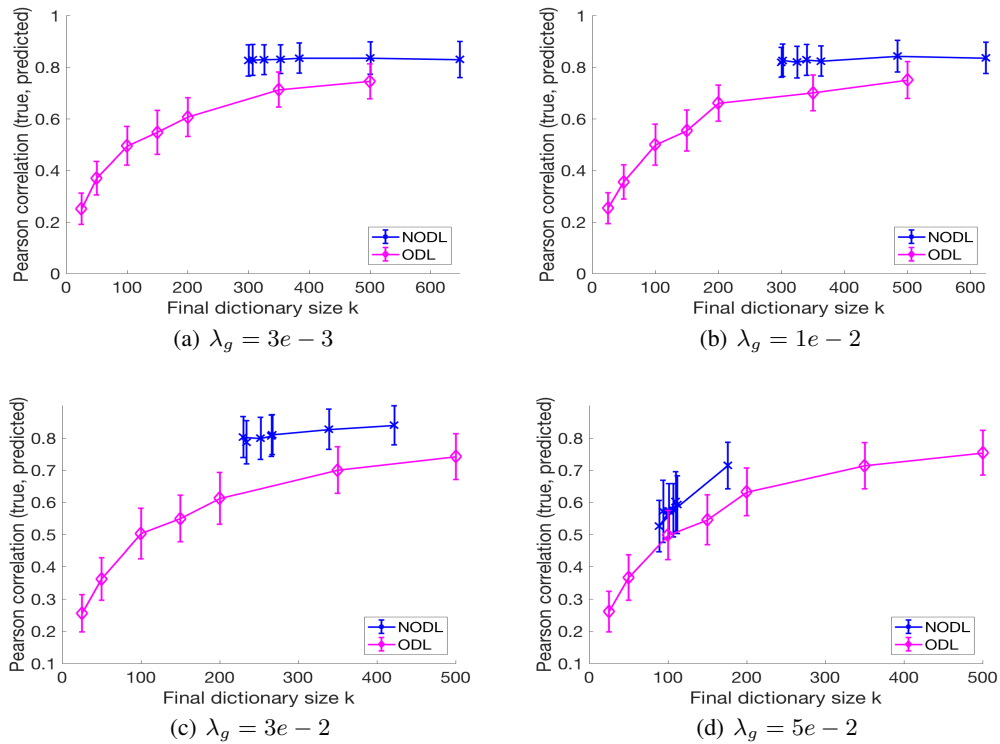 Pearson correlation (true, predicted)
1
0.8
0.6
0.4
0.2
0
0 100 200 300 400 500 600
Final dictionary size k
NODL
ODL
(a) λg = 3e − 3
Pearson correlation (true, predicted)
1
0.8
0.6
0.4
0.2
0
0 100 200 300 400 500 600
Final dictionary size k
NODL
ODL
(b) λg = 1e − 2
Pearson correlation (true, predicted)
0.8
0.7
0.6
0.5
0.4
0.3
0.2
0.1
0 100 200 300 400 500
Final dictionary size k
NODL
ODL
(c) λg = 3e − 2
Pearson correlation (true, predicted)
0.8
0.7
0.6
0.5
0.4
0.3
0.2
0.1
0 100 200 300 400 500
Final dictionary size k
NODL
ODL
(d) λg = 5e − 2